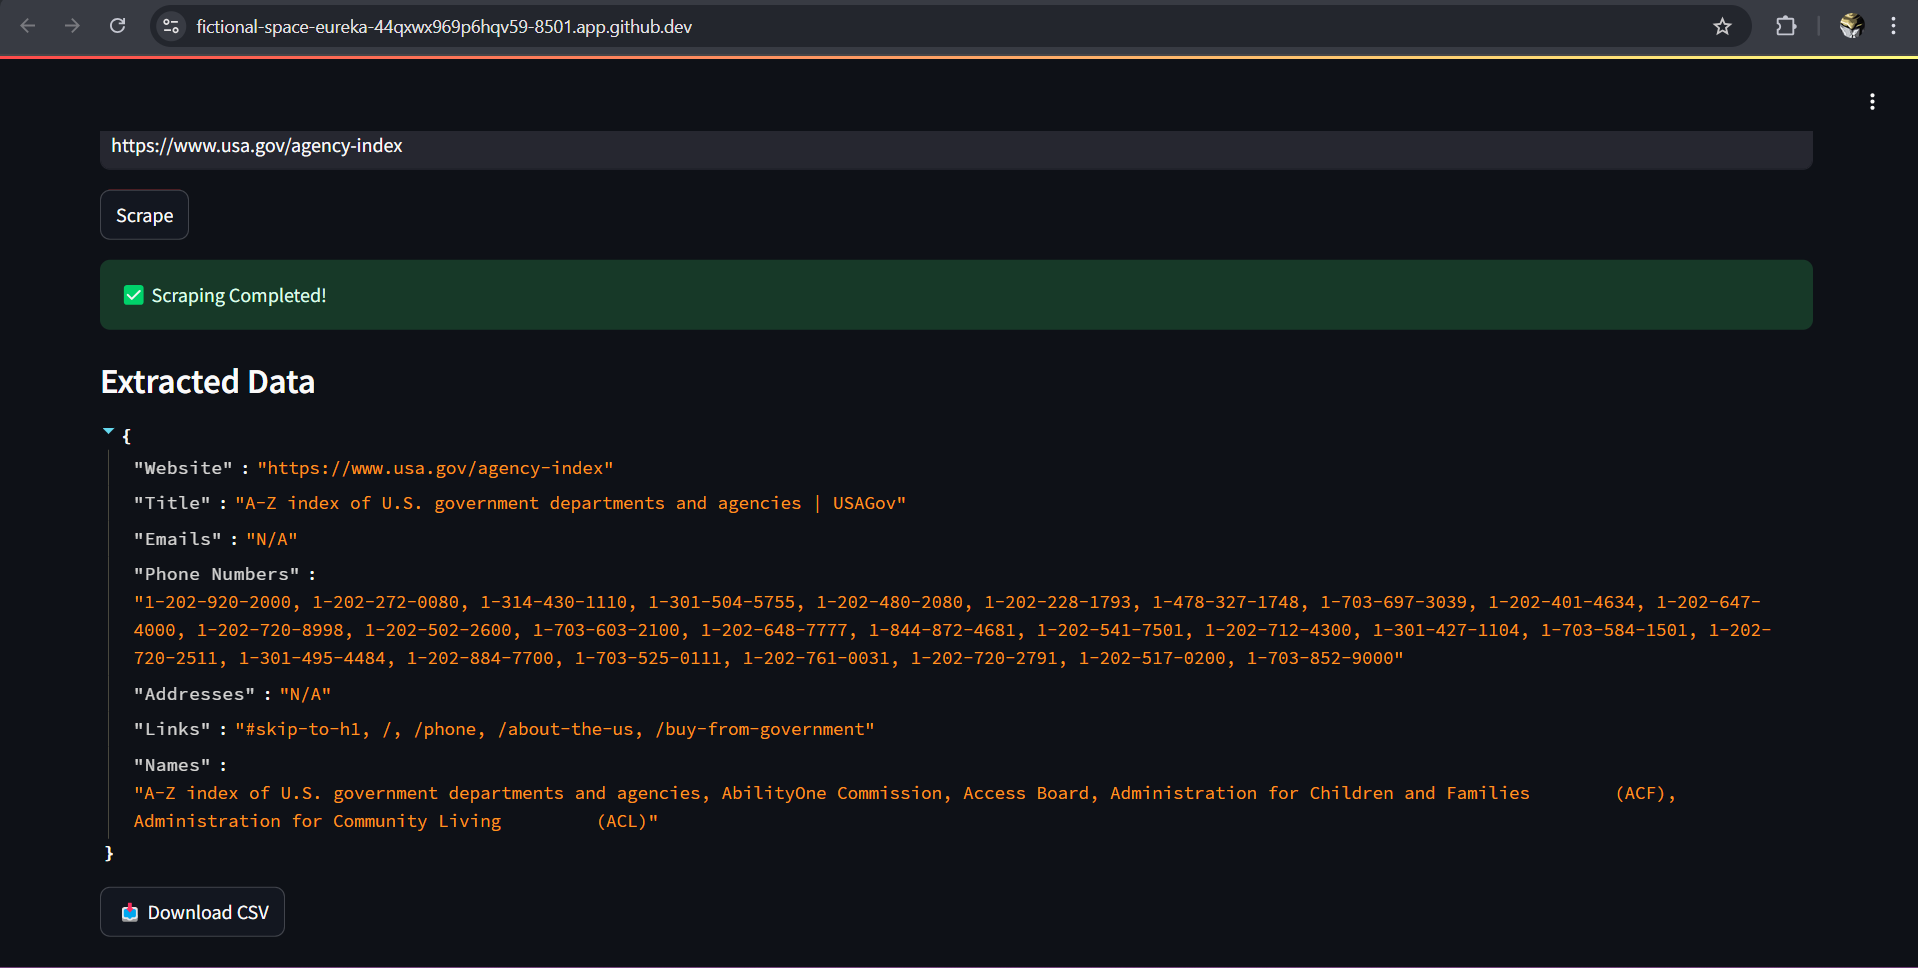 fictional-space-eureka-44qxwx969p6hqv59-8501.app.github.dev
https://www.usa.gov/agency-index
Scrape
✅ Scraping Completed!
Extracted Data
{
"Website" : "https://www.usa.gov/agency-index"
"Title" : "A-Z index of U.S. government departments and agencies | USAGov"
"Emails" : "N/A"
"Phone Numbers" :
"1-202-920-2000, 1-202-272-0080, 1-314-430-1110, 1-301-504-5755, 1-202-480-2080, 1-202-228-1793, 1-478-327-1748, 1-703-697-3039, 1-202-401-4634, 1-202-647-
4000, 1-202-720-8998, 1-202-502-2600, 1-703-603-2100, 1-202-648-7777, 1-844-872-4681, 1-202-541-7501, 1-202-712-4300, 1-301-427-1104, 1-703-584-1501, 1-202-
720-2511, 1-301-495-4484, 1-202-884-7700, 1-703-525-0111, 1-202-761-0031, 1-202-720-2791, 1-202-517-0200, 1-703-852-9000"
"Addresses" : "N/A"
"Links" : "#skip-to-h1, /, /phone, /about-the-us, /buy-from-government"
"Names" :
"A-Z index of U.S. government departments and agencies, AbilityOne Commission, Access Board, Administration for Children and Families (ACF),
Administration for Community Living (ACL)"
}
📥 Download CSV